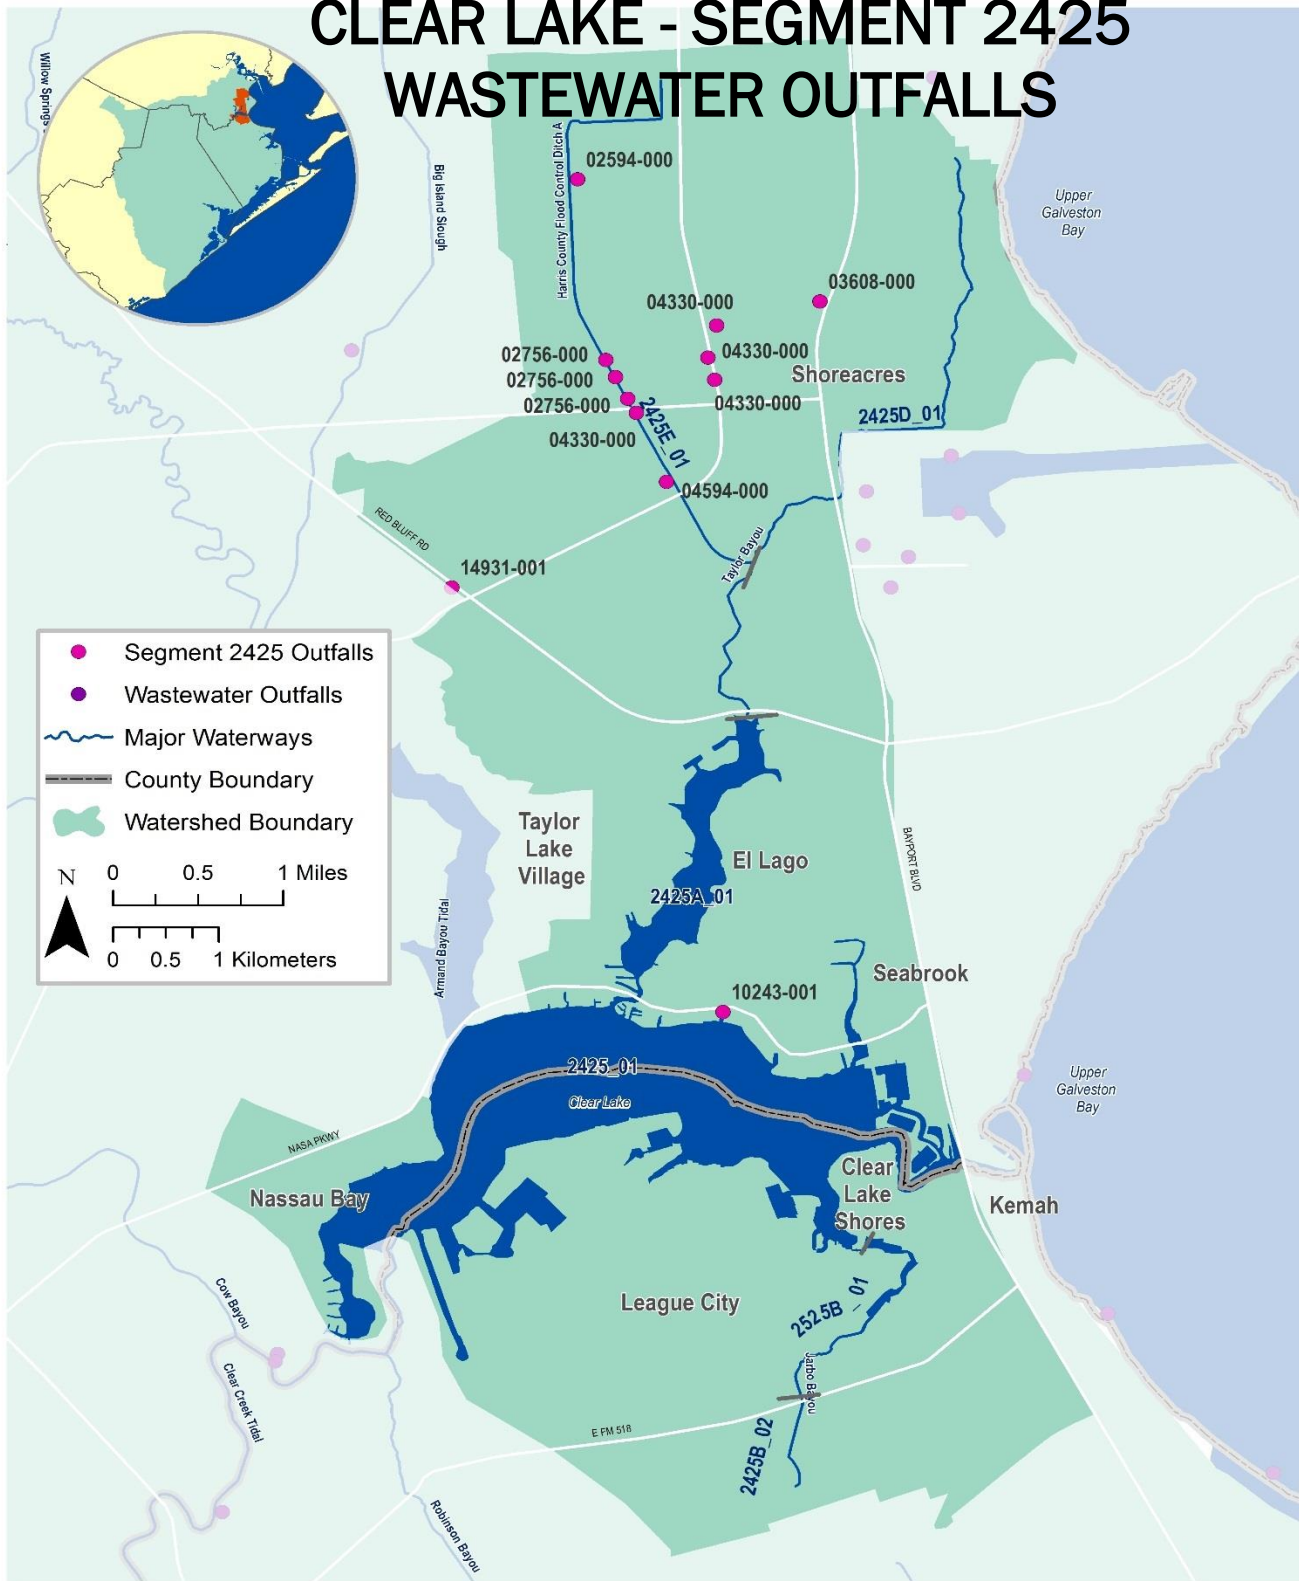 CLEAR LAKE - SEGMENT 2425
WASTEWATER OUTFALLS
Willow Springs
Big Island Slough
Harris County Flood Control Ditch A
02594-000
Upper
Galveston
Bay
03608-000
04330-000
02756-000
04330-000
02756-000
Shoreacres
02756-000
04330-000
2425D_01
04330-000
2425E_01
04594-000
RED BLUFF RD
Taylor Bayou
14931-001
Segment 2425 Outfalls
Wastewater Outfalls
Major Waterways
County Boundary
Watershed Boundary
N
0 0.5 1 Miles
0 0.5 1 Kilometers
Taylor
Lake
Village
El Lago
BAYPORT BLVD
2425A_01
Armand Bayou Tidal
Seabrook
10243-001
2425_01
Clear Lake
Upper
Galveston
Bay
NASA PKWY
Nassau Bay
Clear
Lake
Shores
Kemah
League City
2525B _01
Cow Bayou
Clear Creek Tidal
Jarbo Bayou
E FM 518
2425B_02
Robinson Bayou